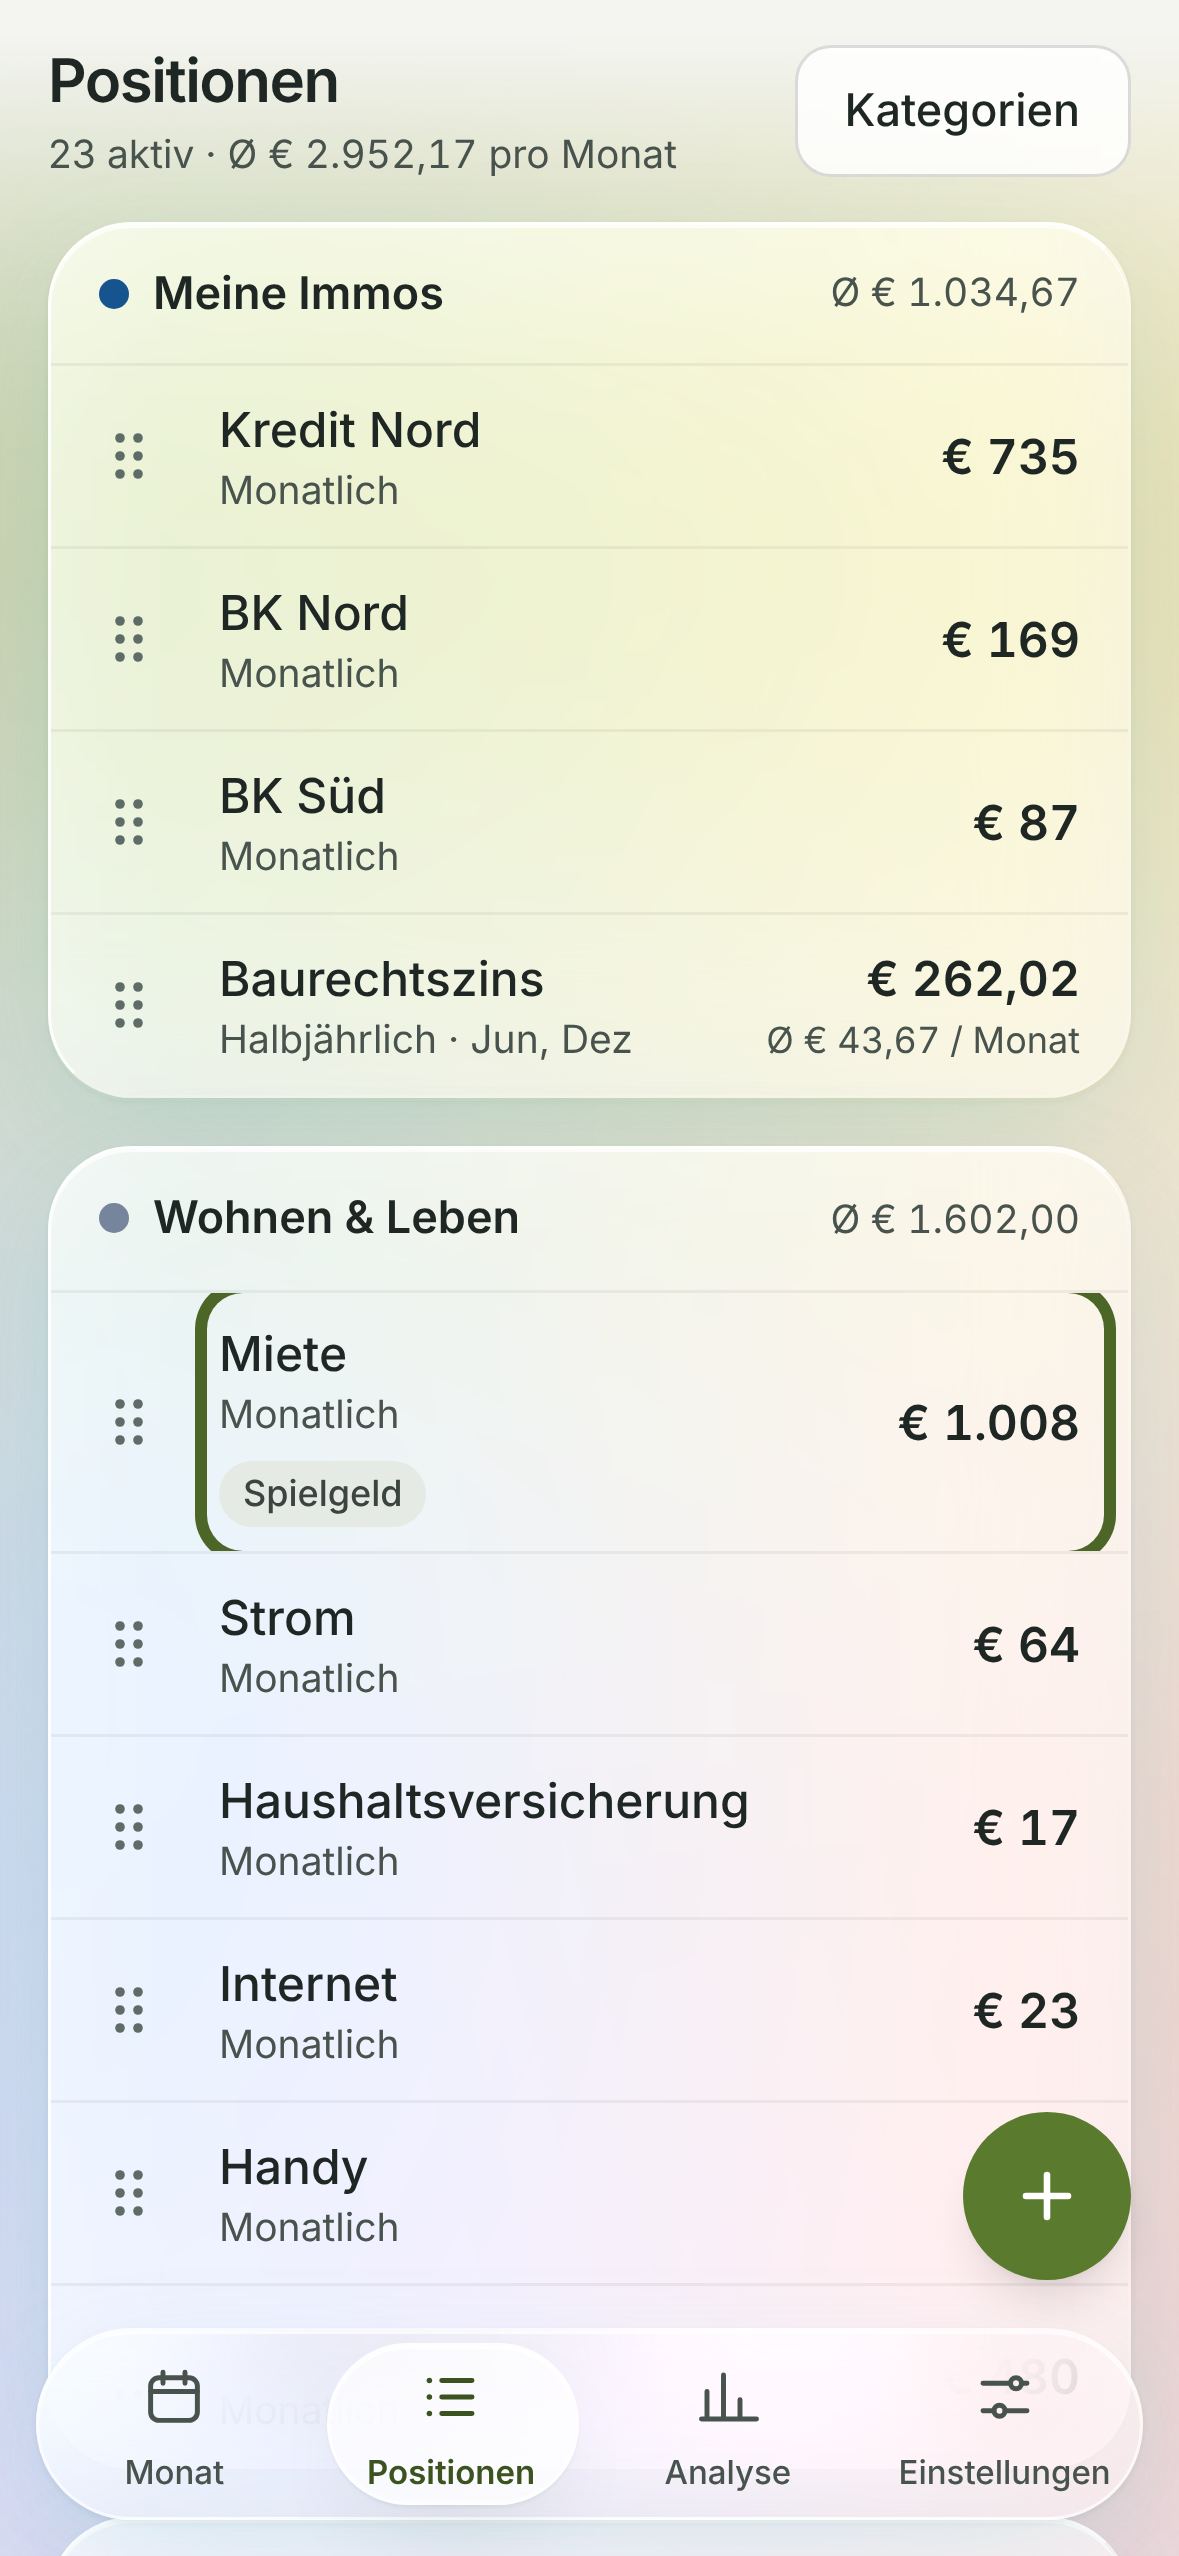 Positionen
Kategorien
23 aktiv · Ø € 2.952,17 pro Monat
Meine Immos
Ø € 1.034,67
Kredit Nord
Monatlich
€ 735
BK Nord
Monatlich
€ 169
BK Süd
Monatlich
€ 87
Baurechtszins
€ 262,02
Halbjährlich · Jun, Dez
Ø € 43,67 / Monat
Wohnen & Leben
Ø € 1.602,00
Miete
Monatlich
€ 1.008
Spielgeld
Strom
Monatlich
€ 64
Haushaltsversicherung
Monatlich
€ 17
Internet
Monatlich
€ 23
Handy
Monatlich
Monat
Positionen
Analyse
Einstellungen